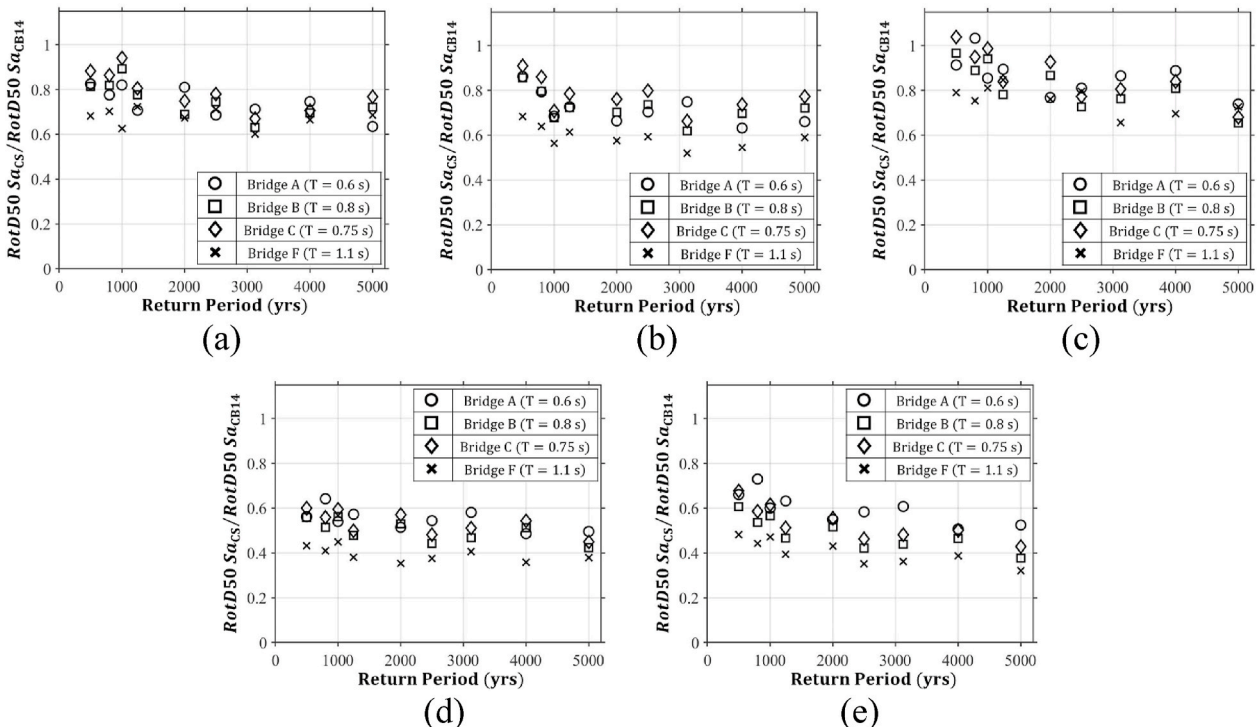 RotD50 Sa_CS/RotD50 Sa_CB14
1
0.8
0.6
0.4
0.2
0
Bridge A (T = 0.6 s)
Bridge B (T = 0.8 s)
Bridge C (T = 0.75 s)
Bridge F (T = 1.1 s)
0 1000 2000 3000 4000 5000
Return Period (yrs)
(a)
RotD50 Sa_CS/RotD50 Sa_CB14
1
0.8
0.6
0.4
0.2
0
Bridge A (T = 0.6 s)
Bridge B (T = 0.8 s)
Bridge C (T = 0.75 s)
Bridge F (T = 1.1 s)
0 1000 2000 3000 4000 5000
Return Period (yrs)
(b)
RotD50 Sa_CS/RotD50 Sa_CB14
1
0.8
0.6
0.4
0.2
0
Bridge A (T = 0.6 s)
Bridge B (T = 0.8 s)
Bridge C (T = 0.75 s)
Bridge F (T = 1.1 s)
0 1000 2000 3000 4000 5000
Return Period (yrs)
(c)
RotD50 Sa_CS/RotD50 Sa_CB14
1
0.8
0.6
0.4
0.2
0
Bridge A (T = 0.6 s)
Bridge B (T = 0.8 s)
Bridge C (T = 0.75 s)
Bridge F (T = 1.1 s)
0 1000 2000 3000 4000 5000
Return Period (yrs)
(d)
RotD50 Sa_CS/RotD50 Sa_CB14
1
0.8
0.6
0.4
0.2
0
Bridge A (T = 0.6 s)
Bridge B (T = 0.8 s)
Bridge C (T = 0.75 s)
Bridge F (T = 1.1 s)
0 1000 2000 3000 4000 5000
Return Period (yrs)
(e)